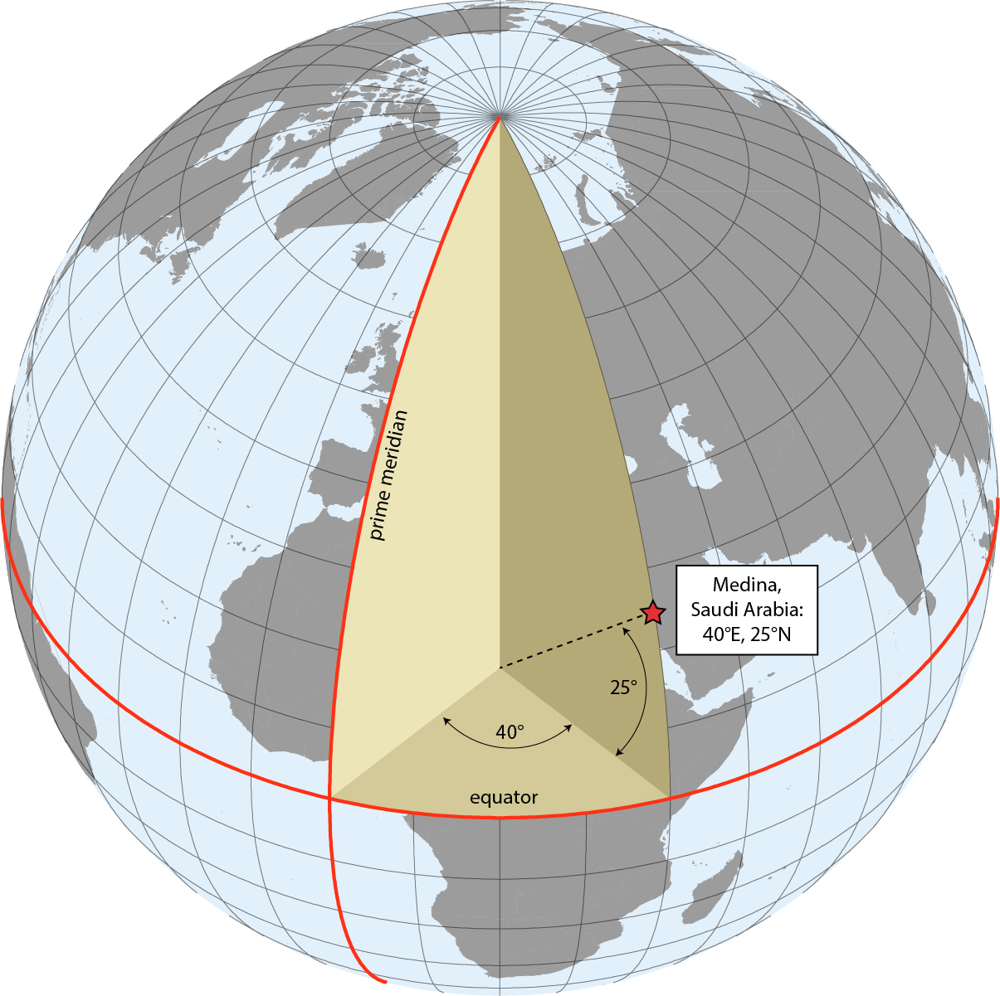 prime meridian
Medina,
Saudi Arabia:
40°E, 25°N
25°
40°
equator